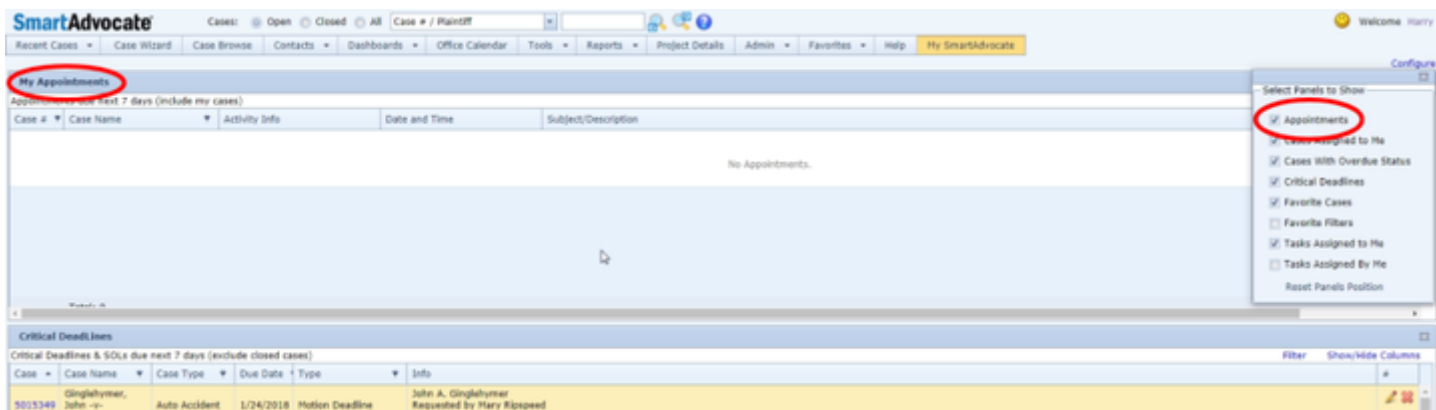 SmartAdvocate Cases: Open Closed All Case # / Plaintiff Welcome Harry
Recent Cases Case Wizard Case Browse Contacts Dashboards Office Calendar Tools Reports Project Details Admin Favorites Help My SmartAdvocate
Configure
My Appointments
Appointments due next 7 days (include my cases)
Case # Case Name Activity Info Date and Time Subject/Description
No Appointments.
Total: 0
Select Panels to Show
Appointments
Cases Assigned to Me
Cases With Overdue Status
Critical Deadlines
Favorite Cases
Favorite Filters
Tasks Assigned to Me
Tasks Assigned By Me
Reset Panels Position
Critical DeadLines
Critical Deadlines & SOLs due next 7 days (exclude closed cases) Filter Show/Hide Columns
Case Case Name Case Type Due Date Type Info #
Ginglehymer, John A. Ginglehymer
5015349 John -v- Auto Accident 1/24/2018 Motion Deadline Requested by Mary Ripspeed